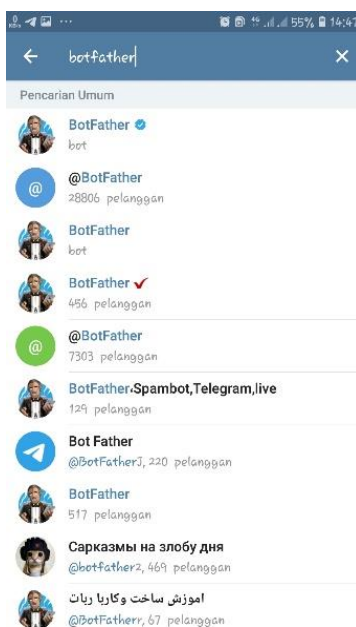 55% 14:47
botfather
Pencarian Umum
BotFather
bot
@BotFather
28806 pelanggan
BotFather
bot
BotFather
456 pelanggan
@BotFather
7303 pelanggan
BotFather,Spambot,Telegram,live
129 pelanggan
Bot Father
@BotFatherJ, 220 pelanggan
BotFather
517 pelanggan
Сарказмы на злобу дня
@botfather2, 469 pelanggan
اموزش ساخت وکاربا ربات
@BotFatherr, 67 pelanggan